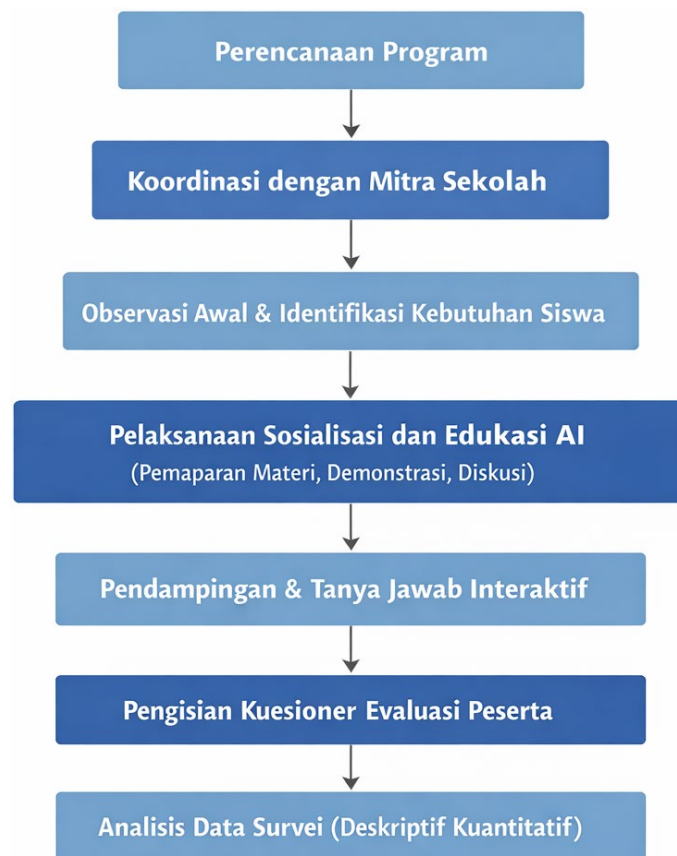 Perencanaan Program
Koordinasi dengan Mitra Sekolah
Observasi Awal & Identifikasi Kebutuhan Siswa
Pelaksanaan Sosialisasi dan Edukasi AI
(Pemaparan Materi, Demonstrasi, Diskusi)
Pendampingan & Tanya Jawab Interaktif
Pengisian Kuesioner Evaluasi Peserta
Analisis Data Survei (Deskriptif Kuantitatif)